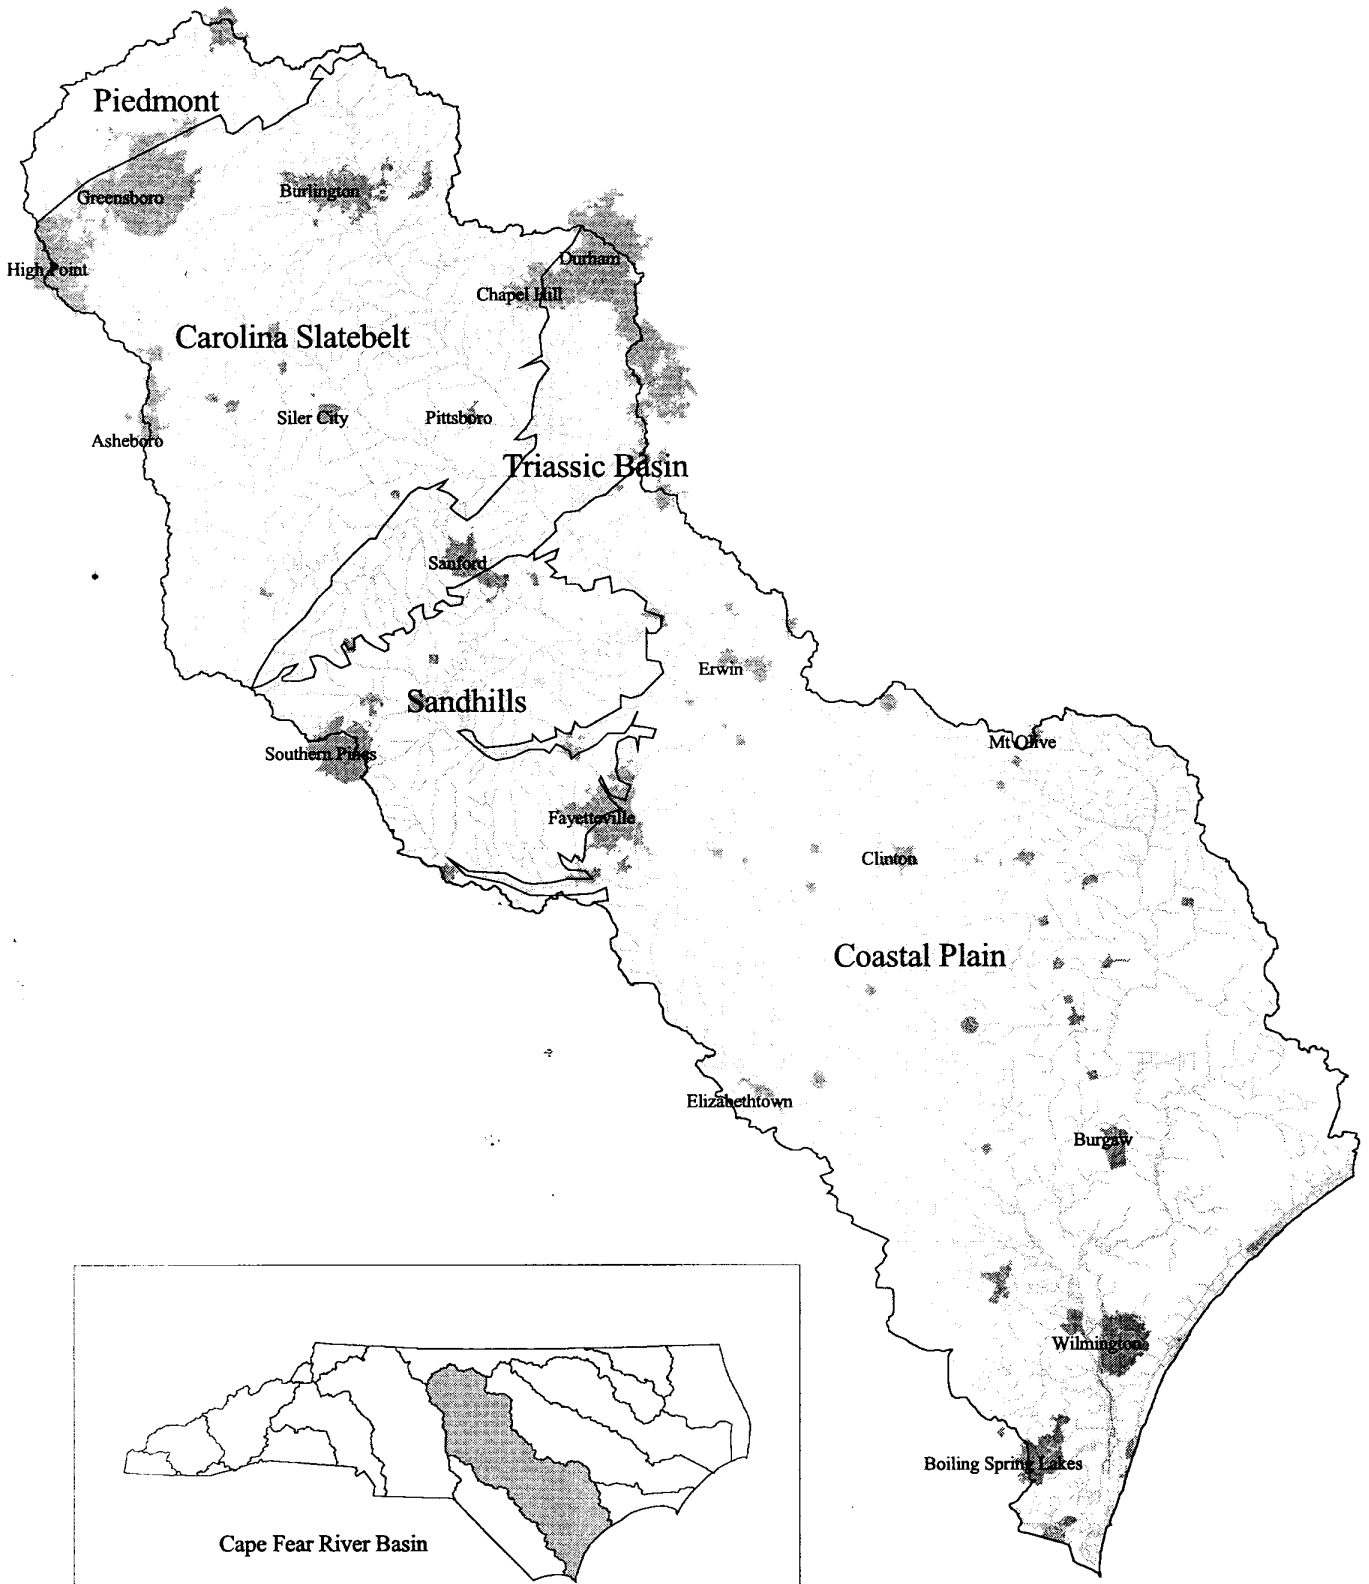 Piedmont
Greensboro
Burlington
High Point
Durham
Chapel Hill
Carolina Slatebelt
Siler City
Pittsboro
Asheboro
Triassic Basin
Sanford
Erwin
Sandhills
Southern Pines
Mt Olive
Fayetteville
Clinton
Coastal Plain
Elizabethtown
Burgaw
Wilmington
Boiling Spring Lakes
Cape Fear River Basin